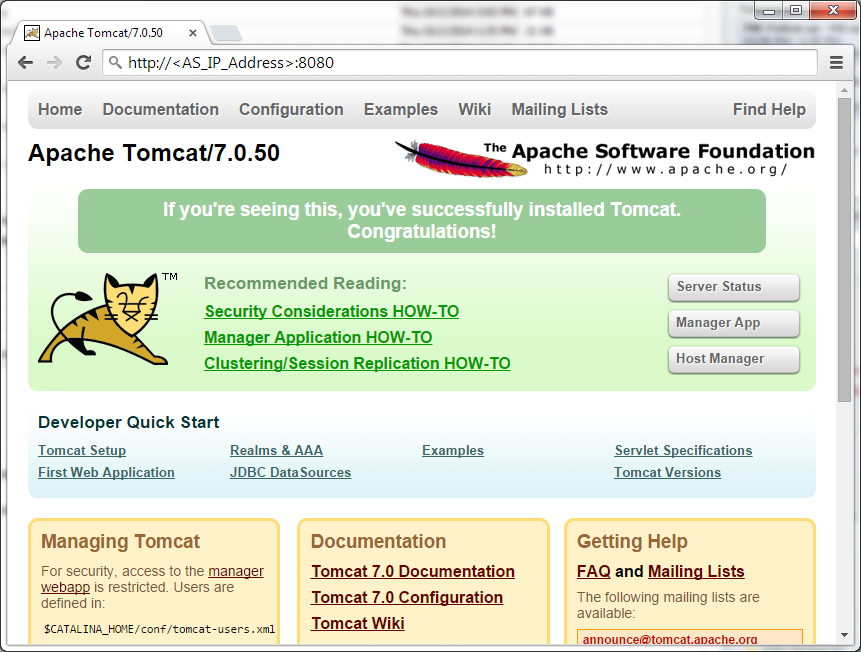 Apache Tomcat/7.0.50
http://<AS_IP_Address>:8080
Home Documentation Configuration Examples Wiki Mailing Lists Find Help
Apache Tomcat/7.0.50
The Apache Software Foundation
http://www.apache.org/
If you're seeing this, you've successfully installed Tomcat.
Congratulations!
TM
Recommended Reading:
Security Considerations HOW-TO
Manager Application HOW-TO
Clustering/Session Replication HOW-TO
Server Status
Manager App
Host Manager
Developer Quick Start
Tomcat Setup Realms & AAA Examples Servlet Specifications
First Web Application JDBC DataSources Tomcat Versions
Managing Tomcat
For security, access to the manager
webapp is restricted. Users are
defined in:
$CATALINA_HOME/conf/tomcat-users.xml
Documentation
Tomcat 7.0 Documentation
Tomcat 7.0 Configuration
Tomcat Wiki
Getting Help
FAQ and Mailing Lists
The following mailing lists are
available:
announce@tomcat.apache.org